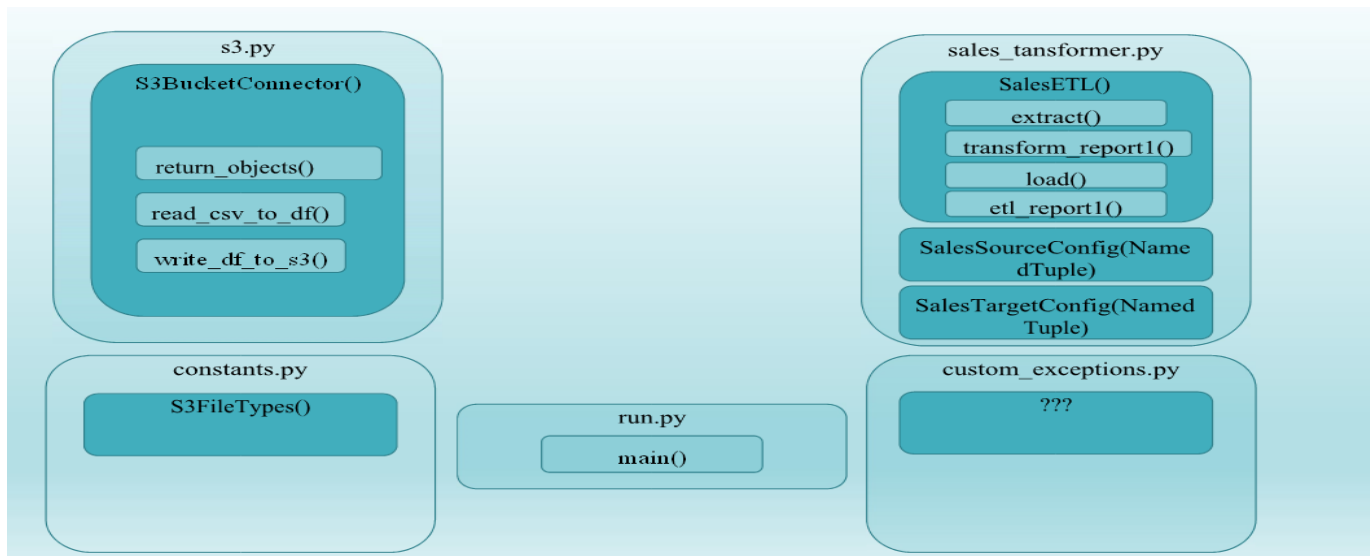 s3.py
S3BucketConnector()
return_objects()
read_csv_to_df()
write_df_to_s3()
sales_tansformer.py
SalesETL()
extract()
transform_report1()
load()
etl_report1()
SalesSourceConfig(Name
dTuple)
SalesTargetConfig(Named
Tuple)
constants.py
S3FileTypes()
run.py
main()
custom_exceptions.py
???